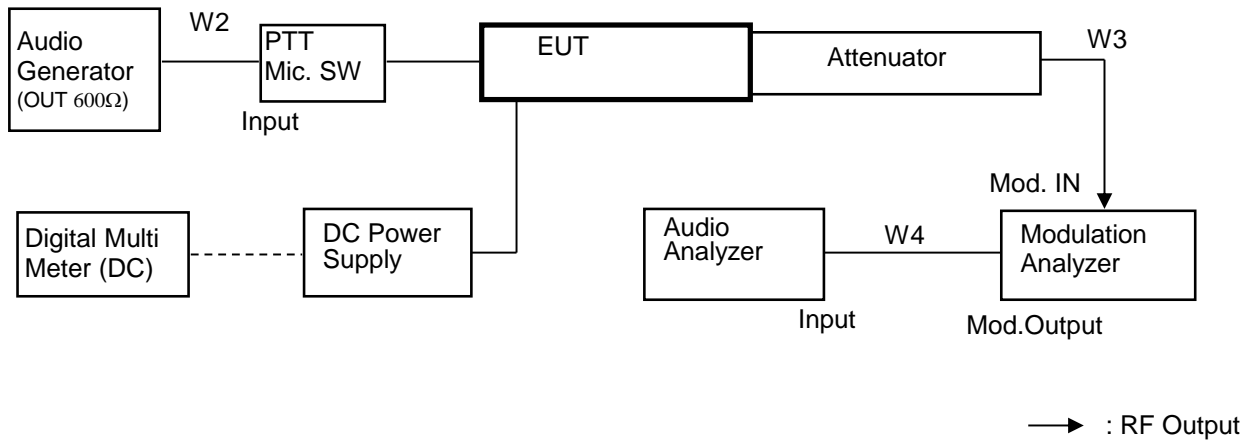 W2
Audio
Generator
(OUT 600Ω)
PTT
Mic. SW
Input
EUT
Attenuator
W3
Mod. IN
Digital Multi
Meter (DC)
DC Power
Supply
Audio
Analyzer
Input
W4
Modulation
Analyzer
Mod.Output
: RF Output